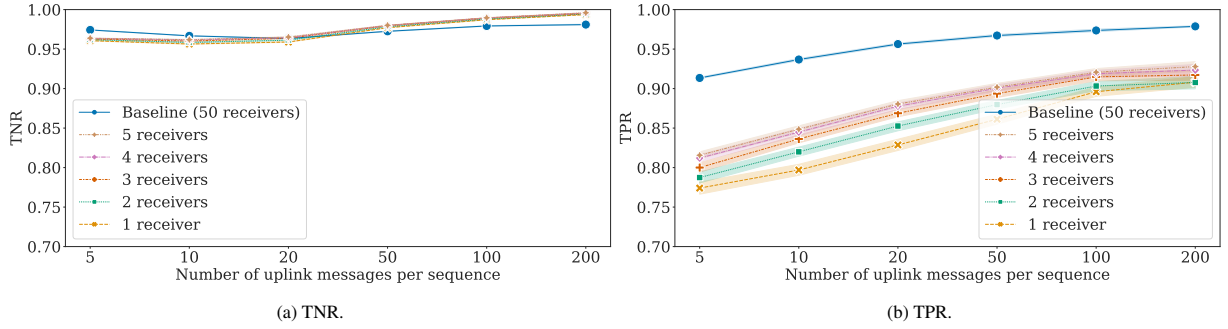 1.00
0.95
0.90
0.85
0.80
0.75
0.70
TNR
Baseline (50 receivers)
5 receivers
4 receivers
3 receivers
2 receivers
1 receiver
5 10 20 50 100 200
Number of uplink messages per sequence
(a) TNR.
1.00
0.95
0.90
0.85
0.80
0.75
0.70
TPR
Baseline (50 receivers)
5 receivers
4 receivers
3 receivers
2 receivers
1 receiver
5 10 20 50 100 200
Number of uplink messages per sequence
(b) TPR.